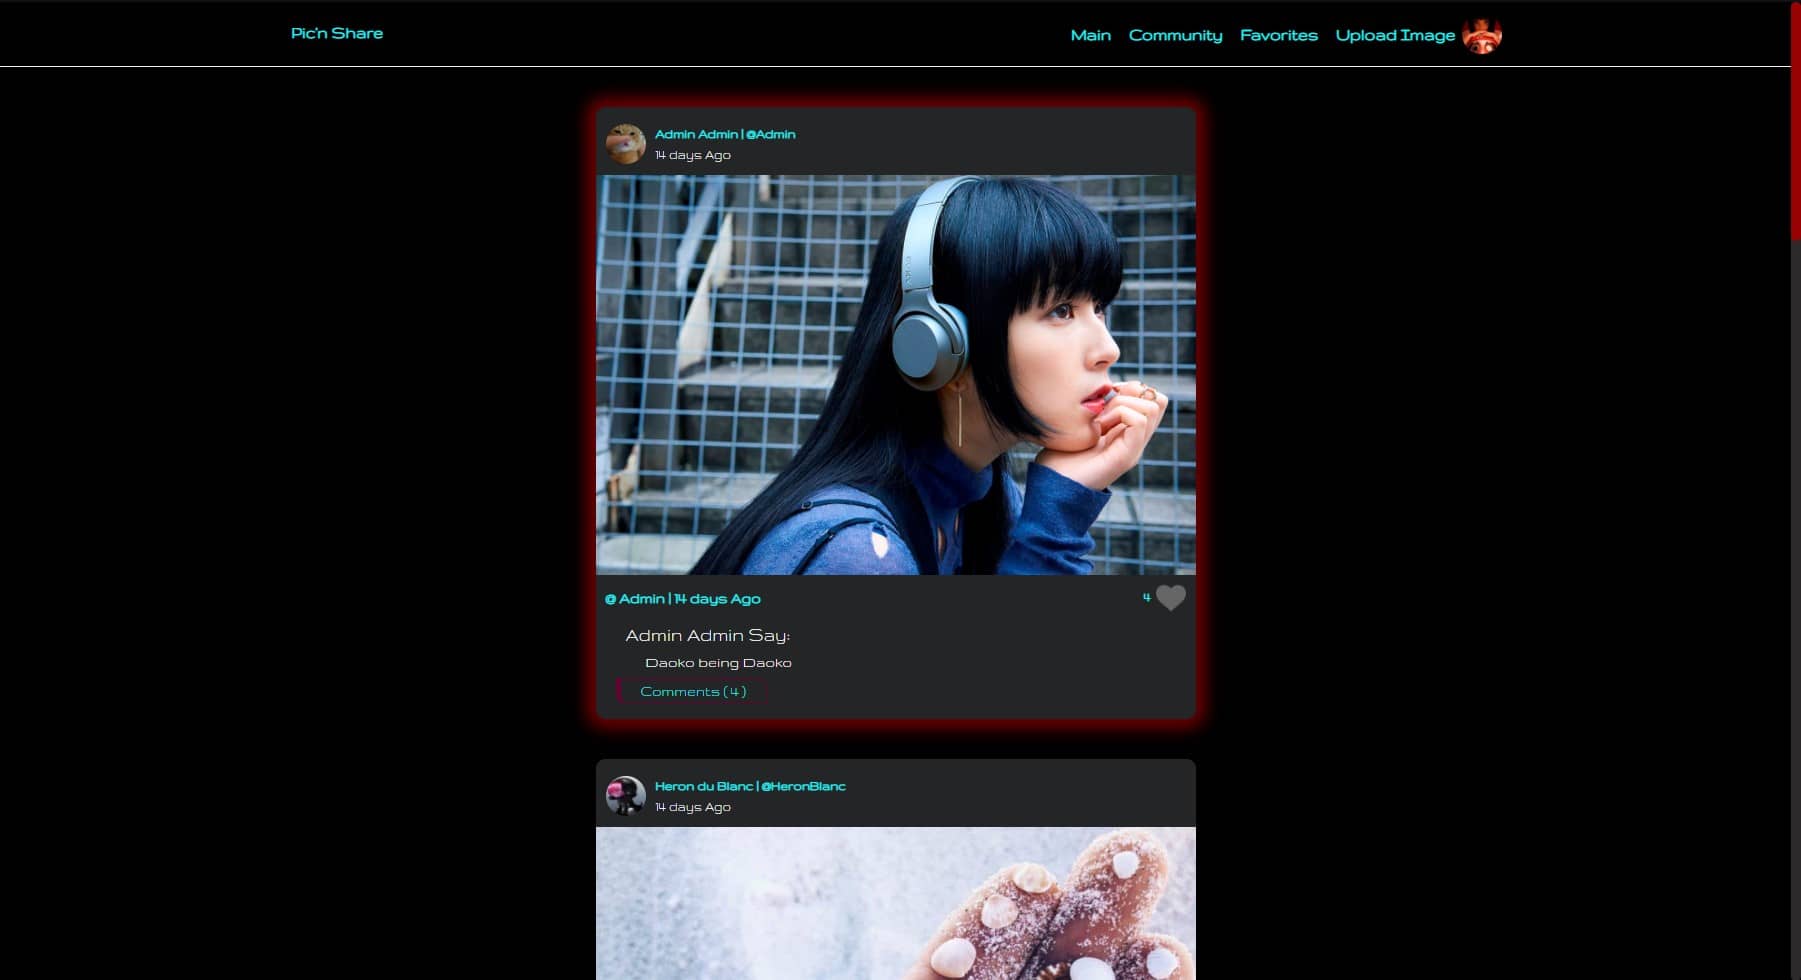 Pic'n Share
Main Community Favorites Upload Image
Admin Admin | @Admin
14 days Ago
@ Admin | 14 days Ago
4
Admin Admin Say:
Daoko being Daoko
Comments ( 4 )
Heron du Blanc | @HeronBlanc
14 days Ago